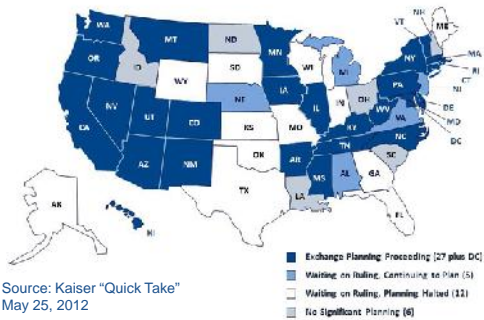 NH
WA
VT
ME
MT
ND
MN
OR
NY
MA
ID
SD
WI
MI
RI
WY
CT
PA
IA
NJ
NE
NV
OH
IL
IN
DE
UT
CO
WV
VA
MD
CA
KS
MO
KY
DC
NC
TN
OK
SC
AZ
NM
AR
MS
AL
GA
TX
LA
AK
FL
HI
Exchange Planning Proceeding (27 plus DC)
Waiting on Ruling, Continuing to Plan (5)
Waiting on Ruling, Planning Halted (12)
No Significant Planning (6)
Source: Kaiser “Quick Take”
May 25, 2012